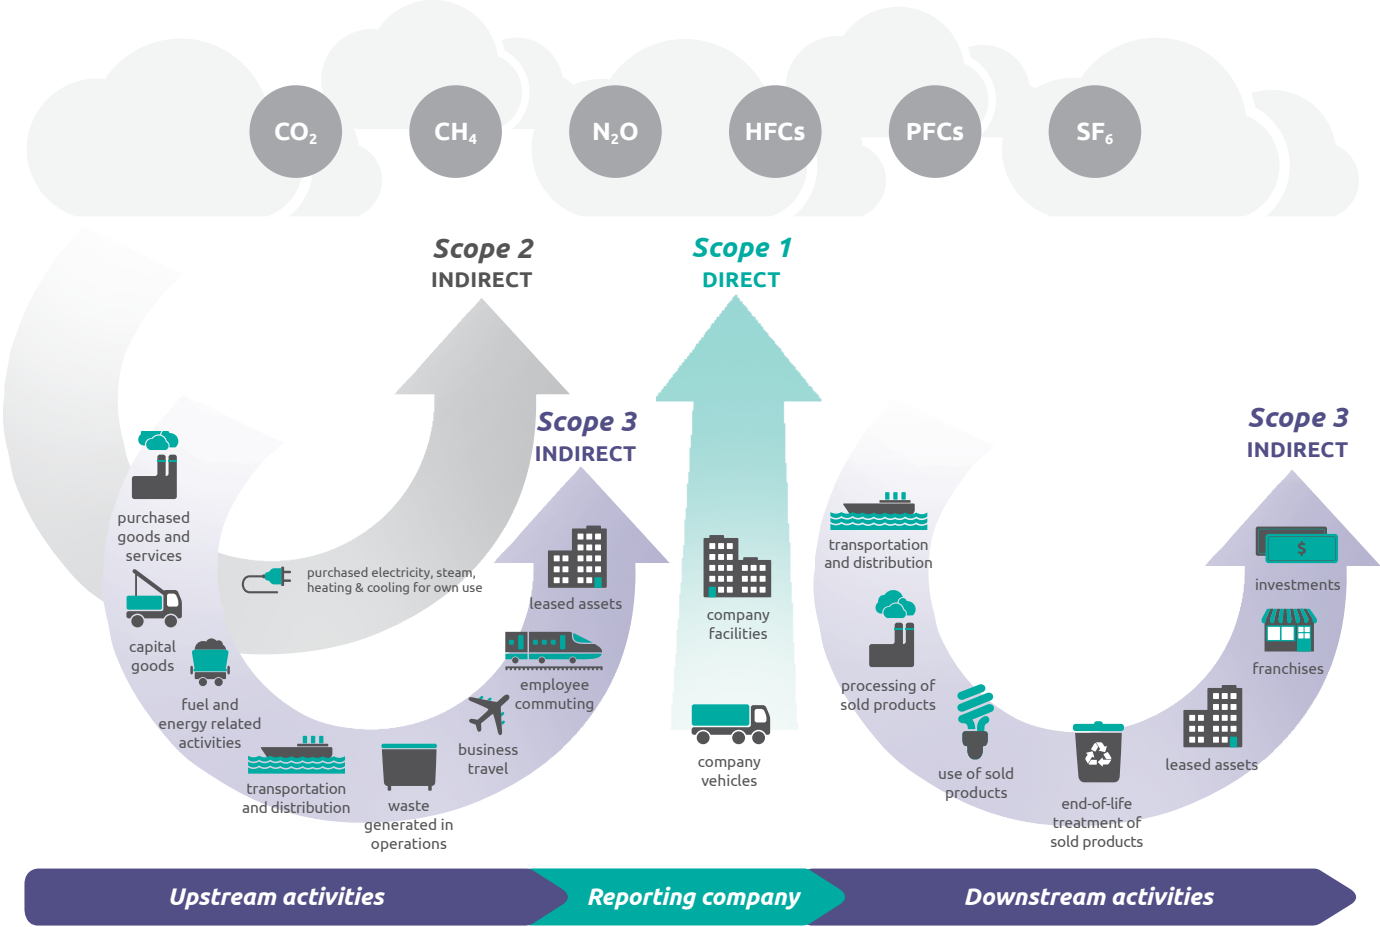 CO₂
CH₄
N₂O
HFCs
PFCs
SF₆
Scope 2
INDIRECT
Scope 1
DIRECT
Scope 3
INDIRECT
Scope 3
INDIRECT
purchased
goods and
services
capital
goods
fuel and
energy related
activities
purchased electricity, steam,
heating & cooling for own use
transportation
and distribution
waste
generated in
operations
business
travel
employee
commuting
leased assets
company
facilities
company
vehicles
transportation
and distribution
processing of
sold products
use of sold
products
end-of-life
treatment of
sold products
leased assets
franchises
$
investments
Upstream activities
Reporting company
Downstream activities